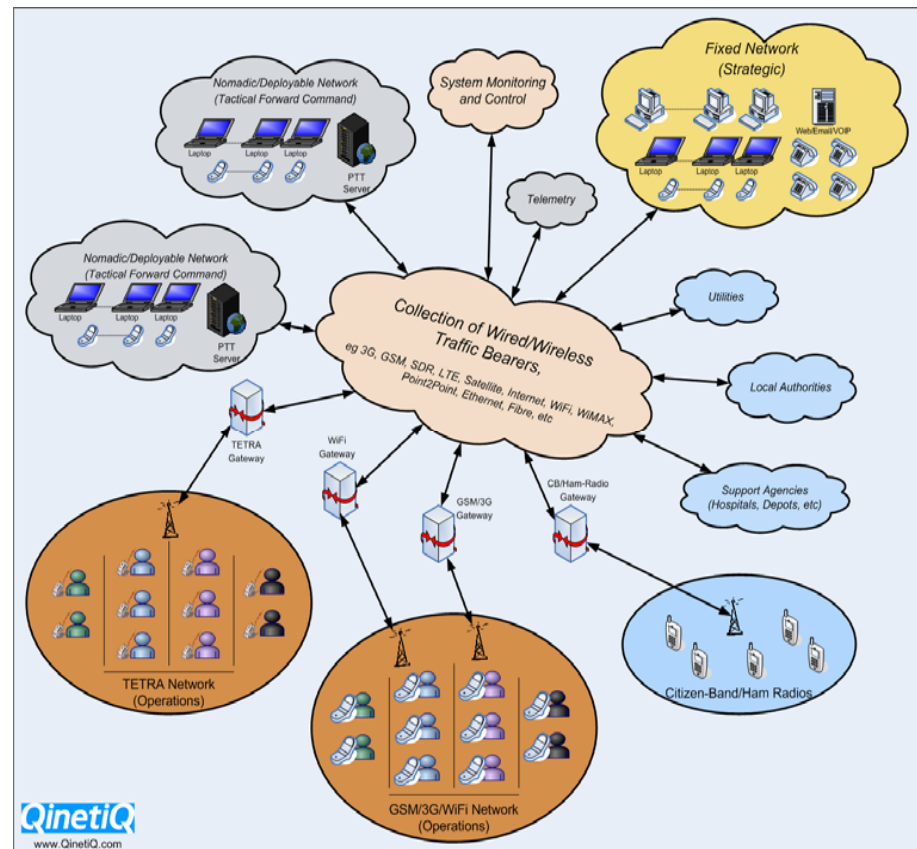 Nomadic/Deployable Network
(Tactical Forward Command)
Laptop
Laptop
Laptop
PTT
Server
System Monitoring
and Control
Fixed Network
(Strategic)
Web/Email/VOIP
Laptop
Laptop
Laptop
Telemetry
Nomadic/Deployable Network
(Tactical Forward Command)
Laptop
Laptop
Laptop
PTT
Server
Collection of Wired/Wireless
Traffic Bearers,
eg 3G, GSM, SDR, LTE, Satellite, Internet, WiFi, WiMAX,
Point2Point, Ethernet, Fibre, etc
Utilities
Local Authorities
Support Agencies
(Hospitals, Depots, etc)
TETRA
Gateway
WiFi
Gateway
GSM/3G
Gateway
CB/Ham-Radio
Gateway
TETRA Network
(Operations)
GSM/3G/WiFi Network
(Operations)
Citizen-Band/Ham Radios
QinetiQ
www.QinetiQ.com